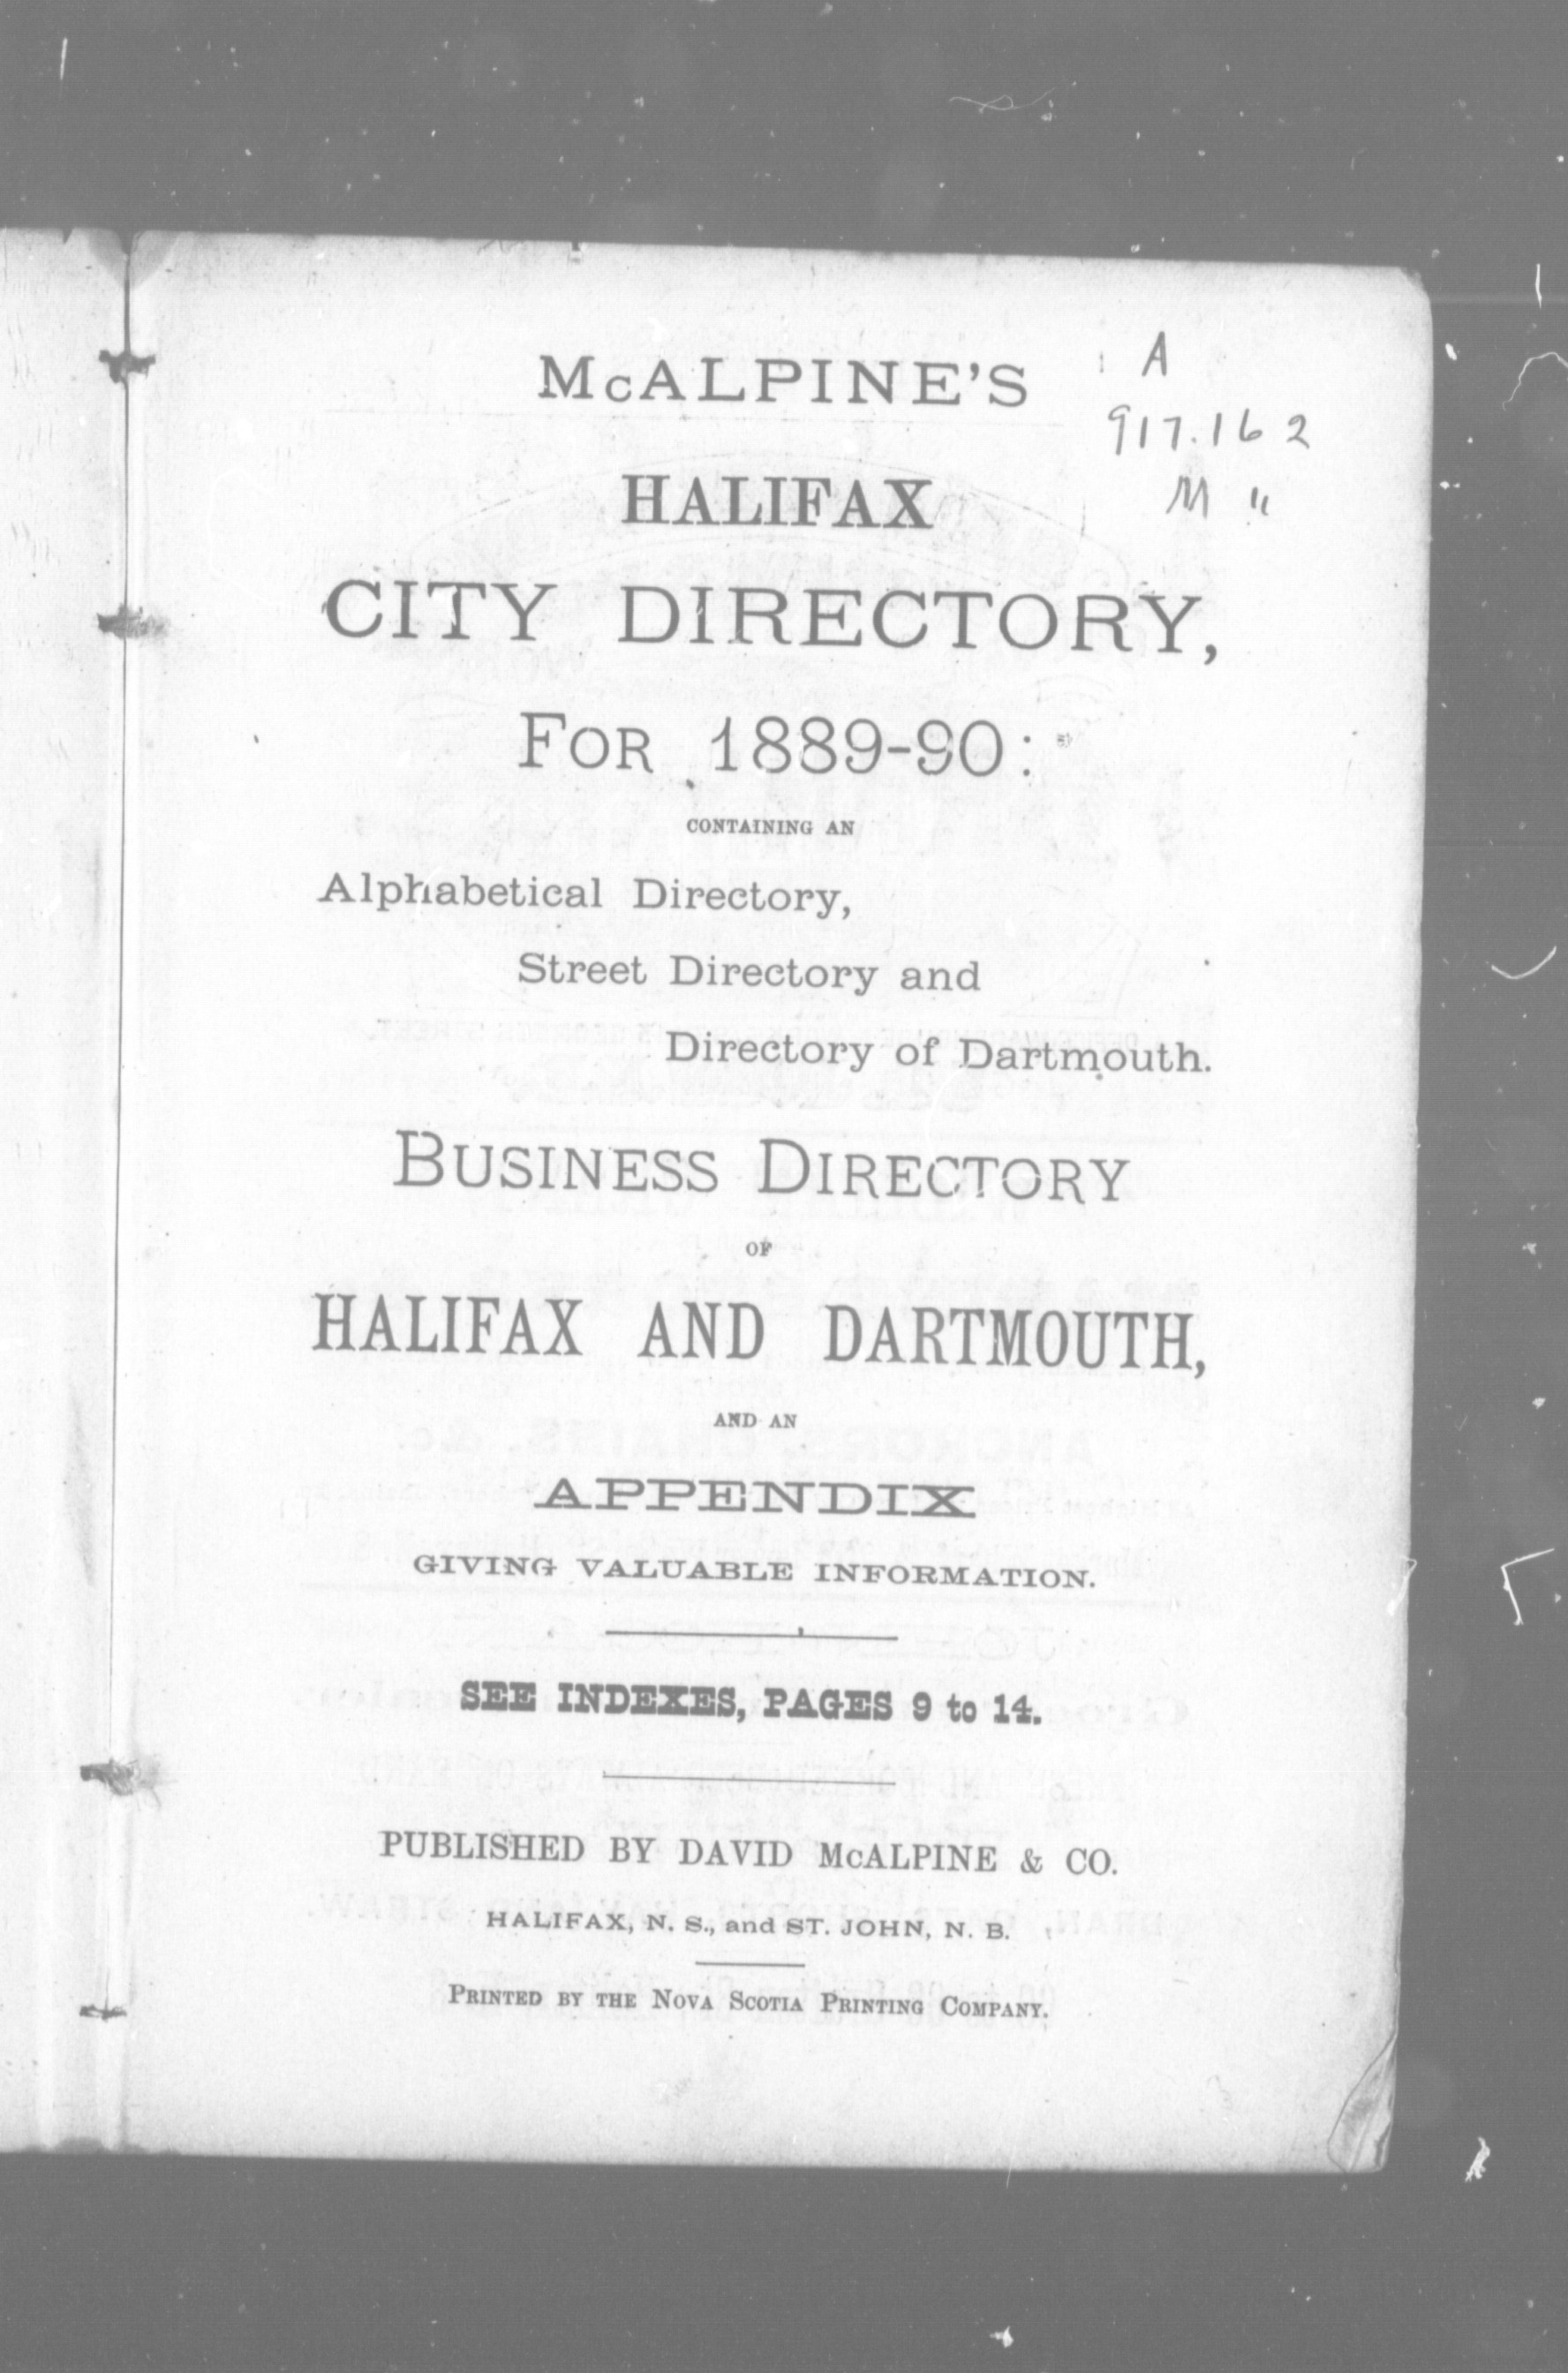 McALPINE'S
A
917.162
M "
HALIFAX
CITY DIRECTORY,
FOR 1889-90:
CONTAINING AN
Alphabetical Directory,
Street Directory and
Directory of Dartmouth.
BUSINESS DIRECTORY
OF
HALIFAX AND DARTMOUTH,
AND AN
APPENDIX
GIVING VALUABLE INFORMATION.
SEE INDEXES, PAGES 9 to 14.
PUBLISHED BY DAVID McALPINE & CO.
HALIFAX, N. S., and ST. JOHN, N. B.
PRINTED BY THE NOVA SCOTIA PRINTING COMPANY.